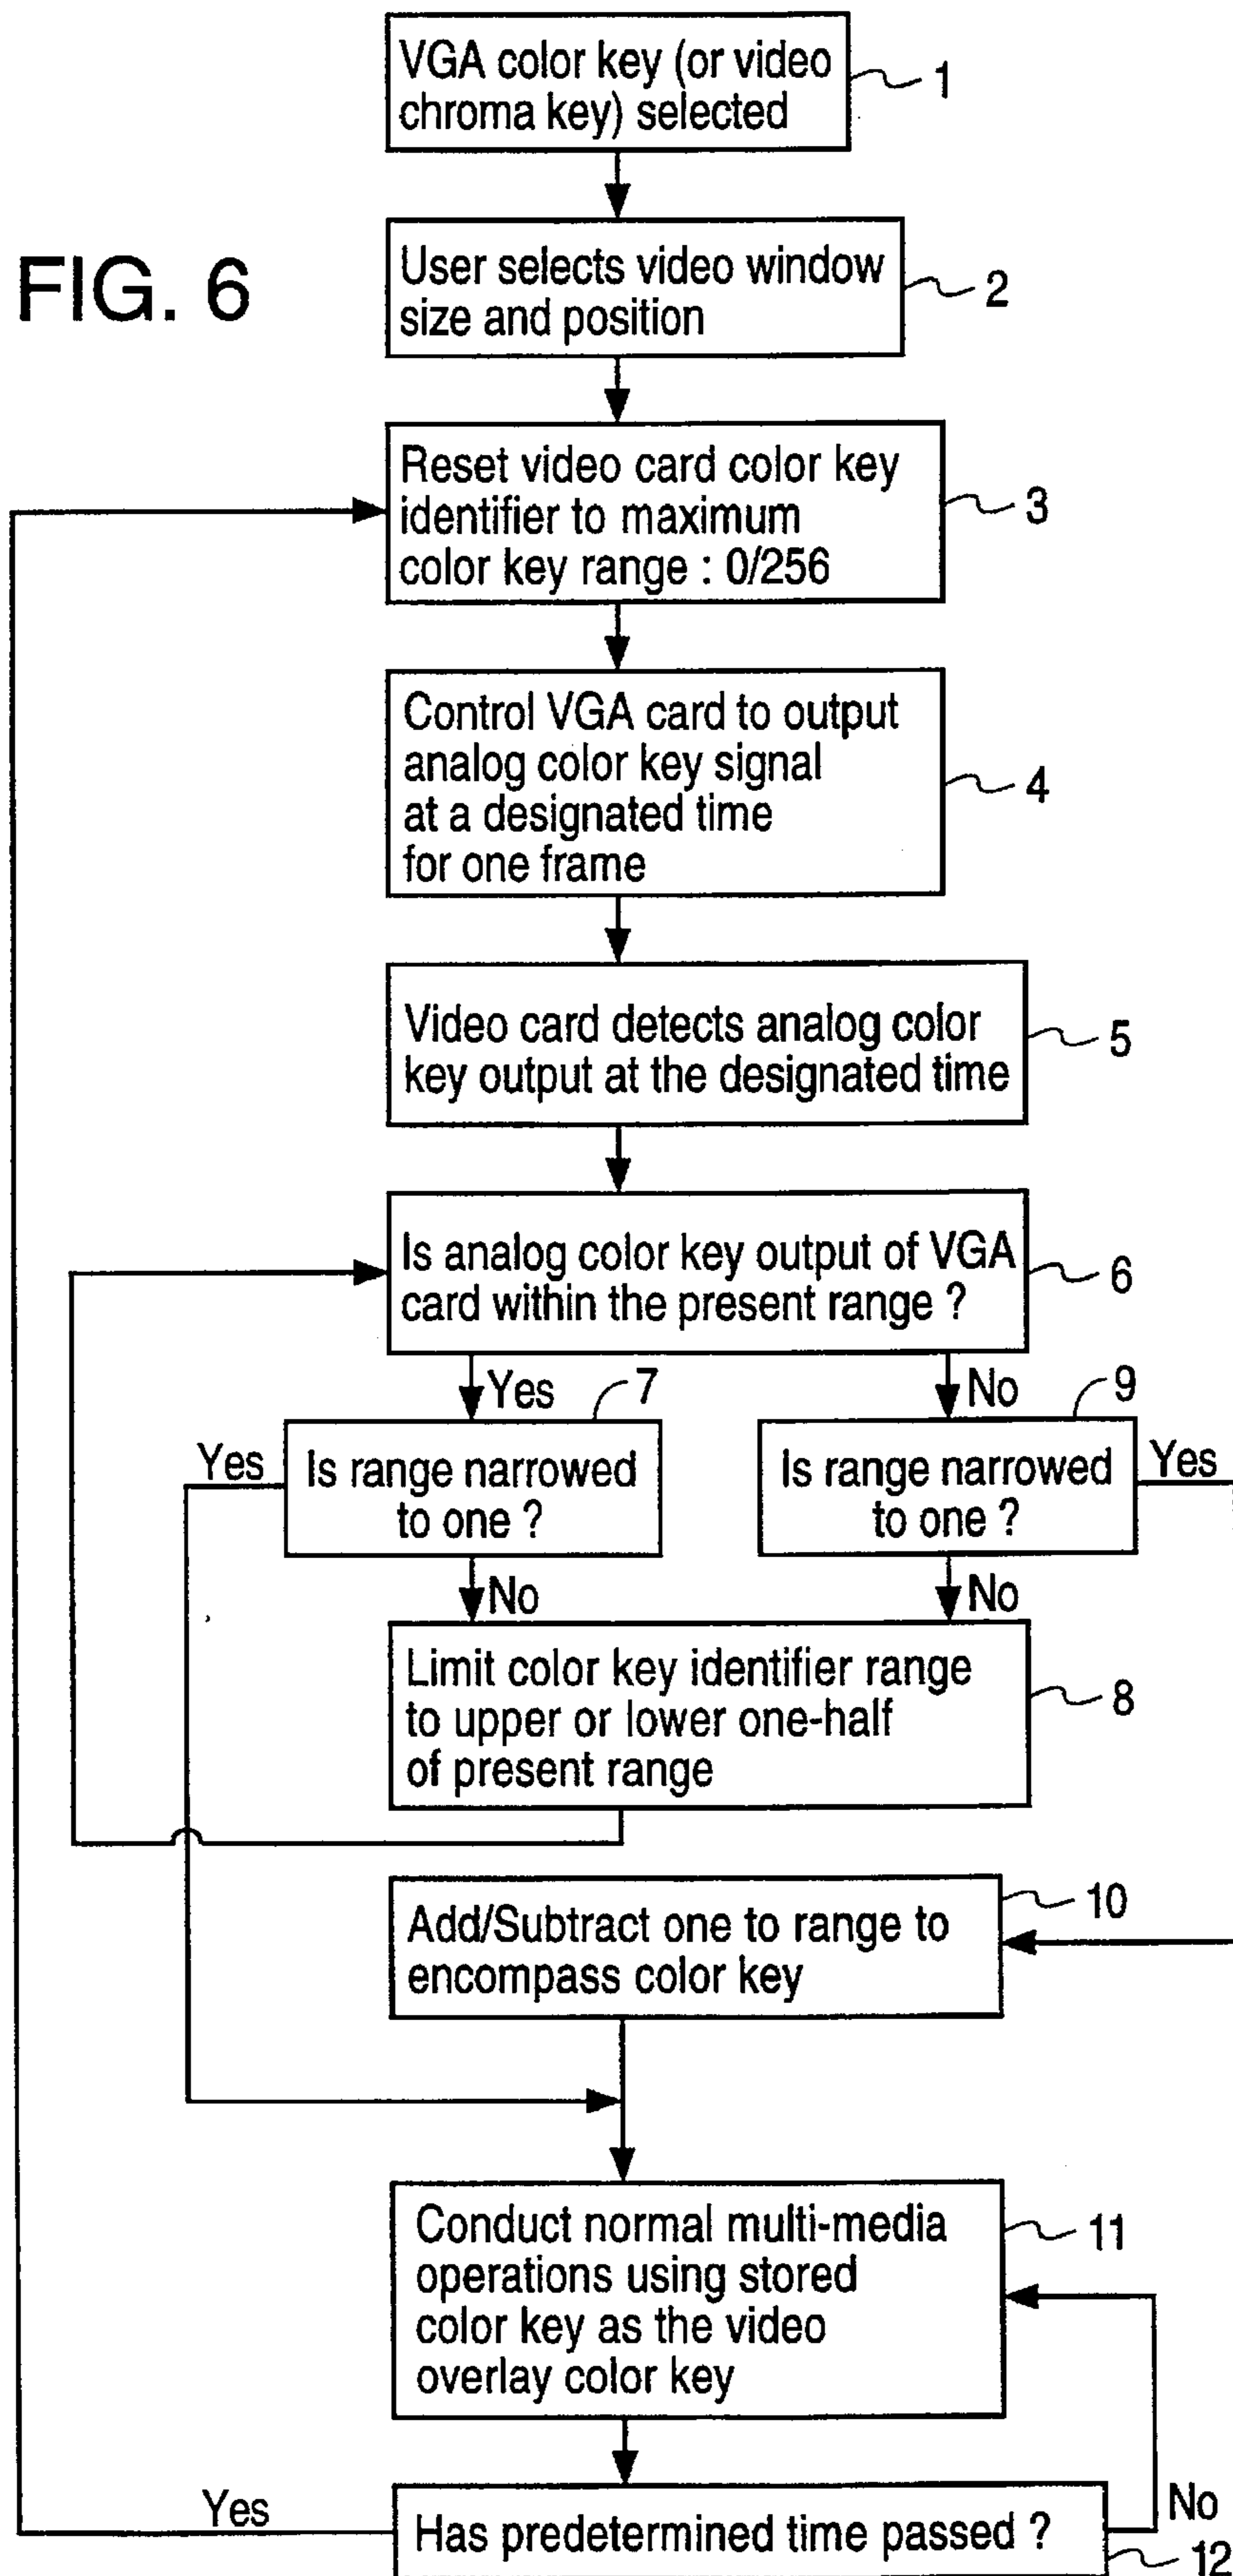 FIG. 6
VGA color key (or video
chroma key) selected
1
User selects video window
size and position
2
Reset video card color key
identifier to maximum
color key range : 0/256
3
Control VGA card to output
analog color key signal
at a designated time
for one frame
4
Video card detects analog color
key output at the designated time
5
Is analog color key output of VGA
card within the present range ?
6
Yes
7
No
9
Yes
Is range narrowed
to one ?
Is range narrowed
to one ?
Yes
No
No
Limit color key identifier range
to upper or lower one-half
of present range
8
Add/Subtract one to range to
encompass color key
10
Conduct normal multi-media
operations using stored
color key as the video
overlay color key
11
Yes
Has predetermined time passed ?
No
12